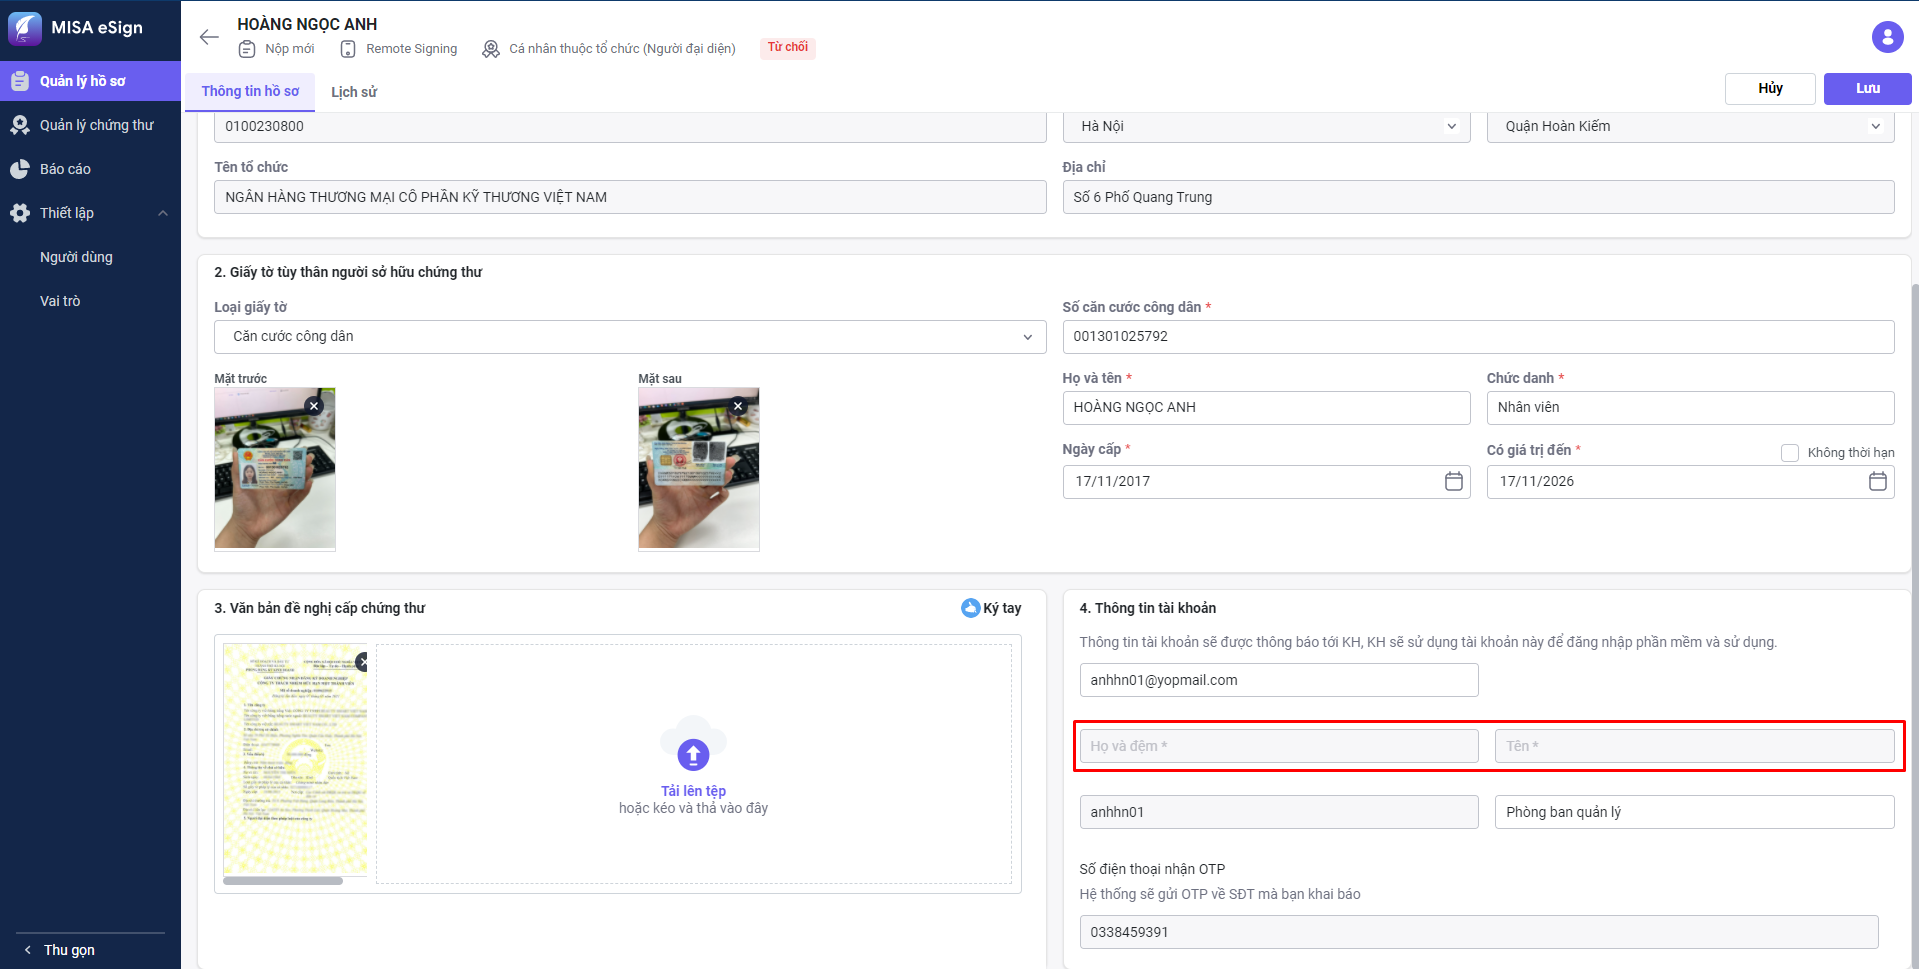 MISA eSign
Quản lý hồ sơ
Quản lý chứng thư
Báo cáo
Thiết lập
Người dùng
Vai trò
Thu gọn
HOÀNG NGỌC ANH
Nộp mới
Remote Signing
Cá nhân thuộc tổ chức (Người đại diện)
Từ chối
Thông tin hồ sơ
Lịch sử
Hủy
Lưu
0100230800
Hà Nội
Quận Hoàn Kiếm
Tên tổ chức
Địa chỉ
NGÂN HÀNG THƯƠNG MẠI CỔ PHẦN KỸ THƯƠNG VIỆT NAM
Số 6 Phố Quang Trung
2. Giấy tờ tùy thân người sở hữu chứng thư
Loại giấy tờ
Số căn cước công dân *
Căn cước công dân
001301025792
Mặt trước
Mặt sau
Họ và tên *
Chức danh *
HOÀNG NGỌC ANH
Nhân viên
Ngày cấp *
Có giá trị đến *
Không thời hạn
17/11/2017
17/11/2026
3. Văn bản đề nghị cấp chứng thư
Ký tay
Tải lên tệp
hoặc kéo và thả vào đây
4. Thông tin tài khoản
Thông tin tài khoản sẽ được thông báo tới KH, KH sẽ sử dụng tài khoản này để đăng nhập phần mềm và sử dụng.
anhhn01@yopmail.com
Họ và đệm *
Tên *
anhhn01
Phòng ban quản lý
Số điện thoại nhận OTP
Hệ thống sẽ gửi OTP về SĐT mà bạn khai báo
0338459391